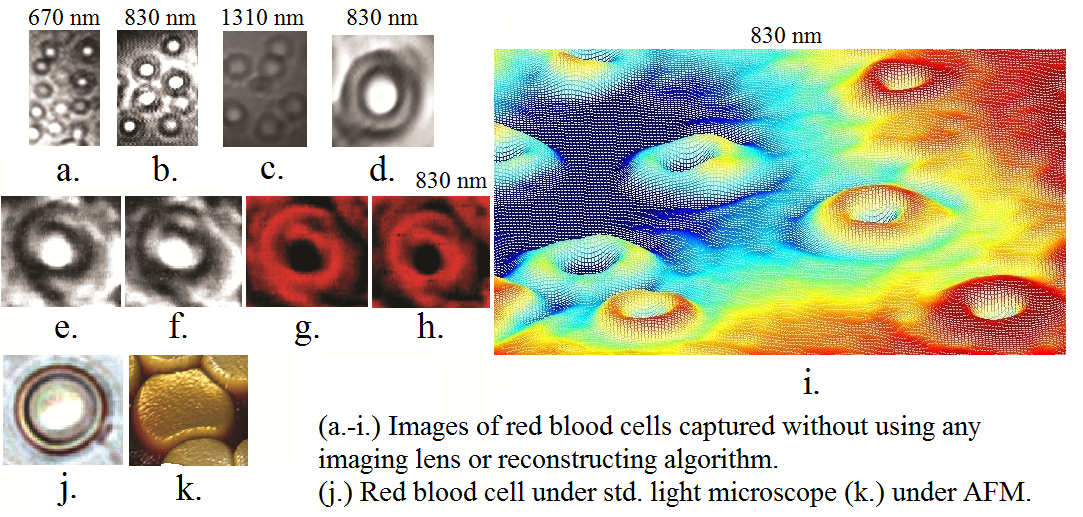 670 nm
830 nm
1310 nm
830 nm
830 nm
a.
b.
c.
d.
830 nm
e.
f.
g.
h.
i.
j.
k.
(a.-i.) Images of red blood cells captured without using any
imaging lens or reconstructing algorithm.
(j.) Red blood cell under std. light microscope (k.) under AFM.